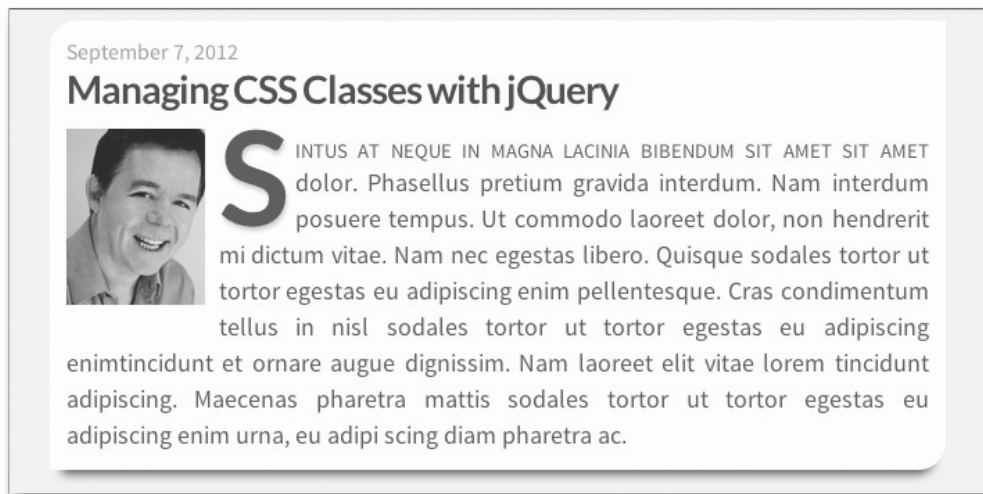 September 7, 2012
Managing CSS Classes with jQuery
SINTUS AT NEQUE IN MAGNA LACINIA BIBENDUM SIT AMET SIT AMET
dolor. Phasellus pretium gravida interdum. Nam interdum
posuere tempus. Ut commodo laoreet dolor, non hendrerit
mi dictum vitae. Nam nec egestas libero. Quisque sodales tortor ut
tortor egestas eu adipiscing enim pellentesque. Cras condimentum
tellus in nisl sodales tortor ut tortor egestas eu adipiscing
enimtincidunt et ornare augue dignissim. Nam laoreet elit vitae lorem tincidunt
adipiscing. Maecenas pharetra mattis sodales tortor ut tortor egestas eu
adipiscing enim urna, eu adipi scing diam pharetra ac.